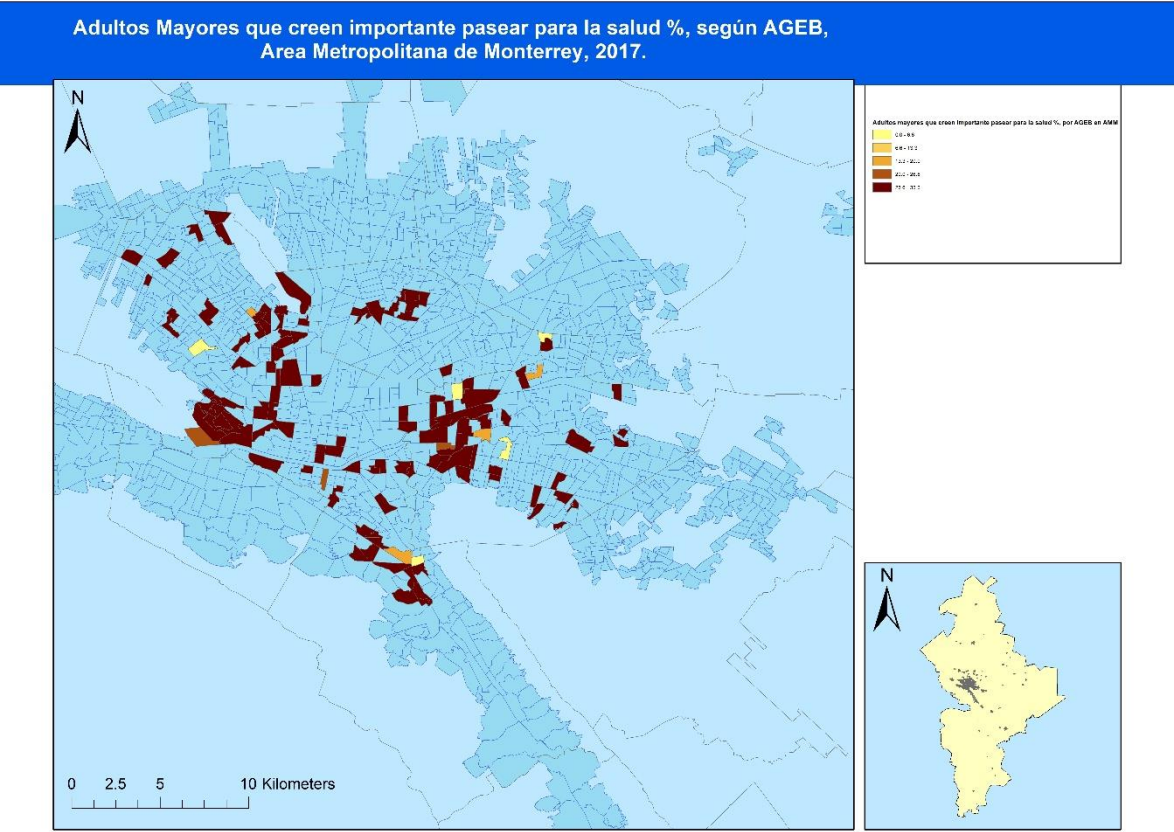 Adultos Mayores que creen importante pasear para la salud %, según AGEB,
Area Metropolitana de Monterrey, 2017.
N
Adultos mayores que creen importante pasear para la salud %, por AGEB en AMM
N
0 2.5 5 10 Kilometers